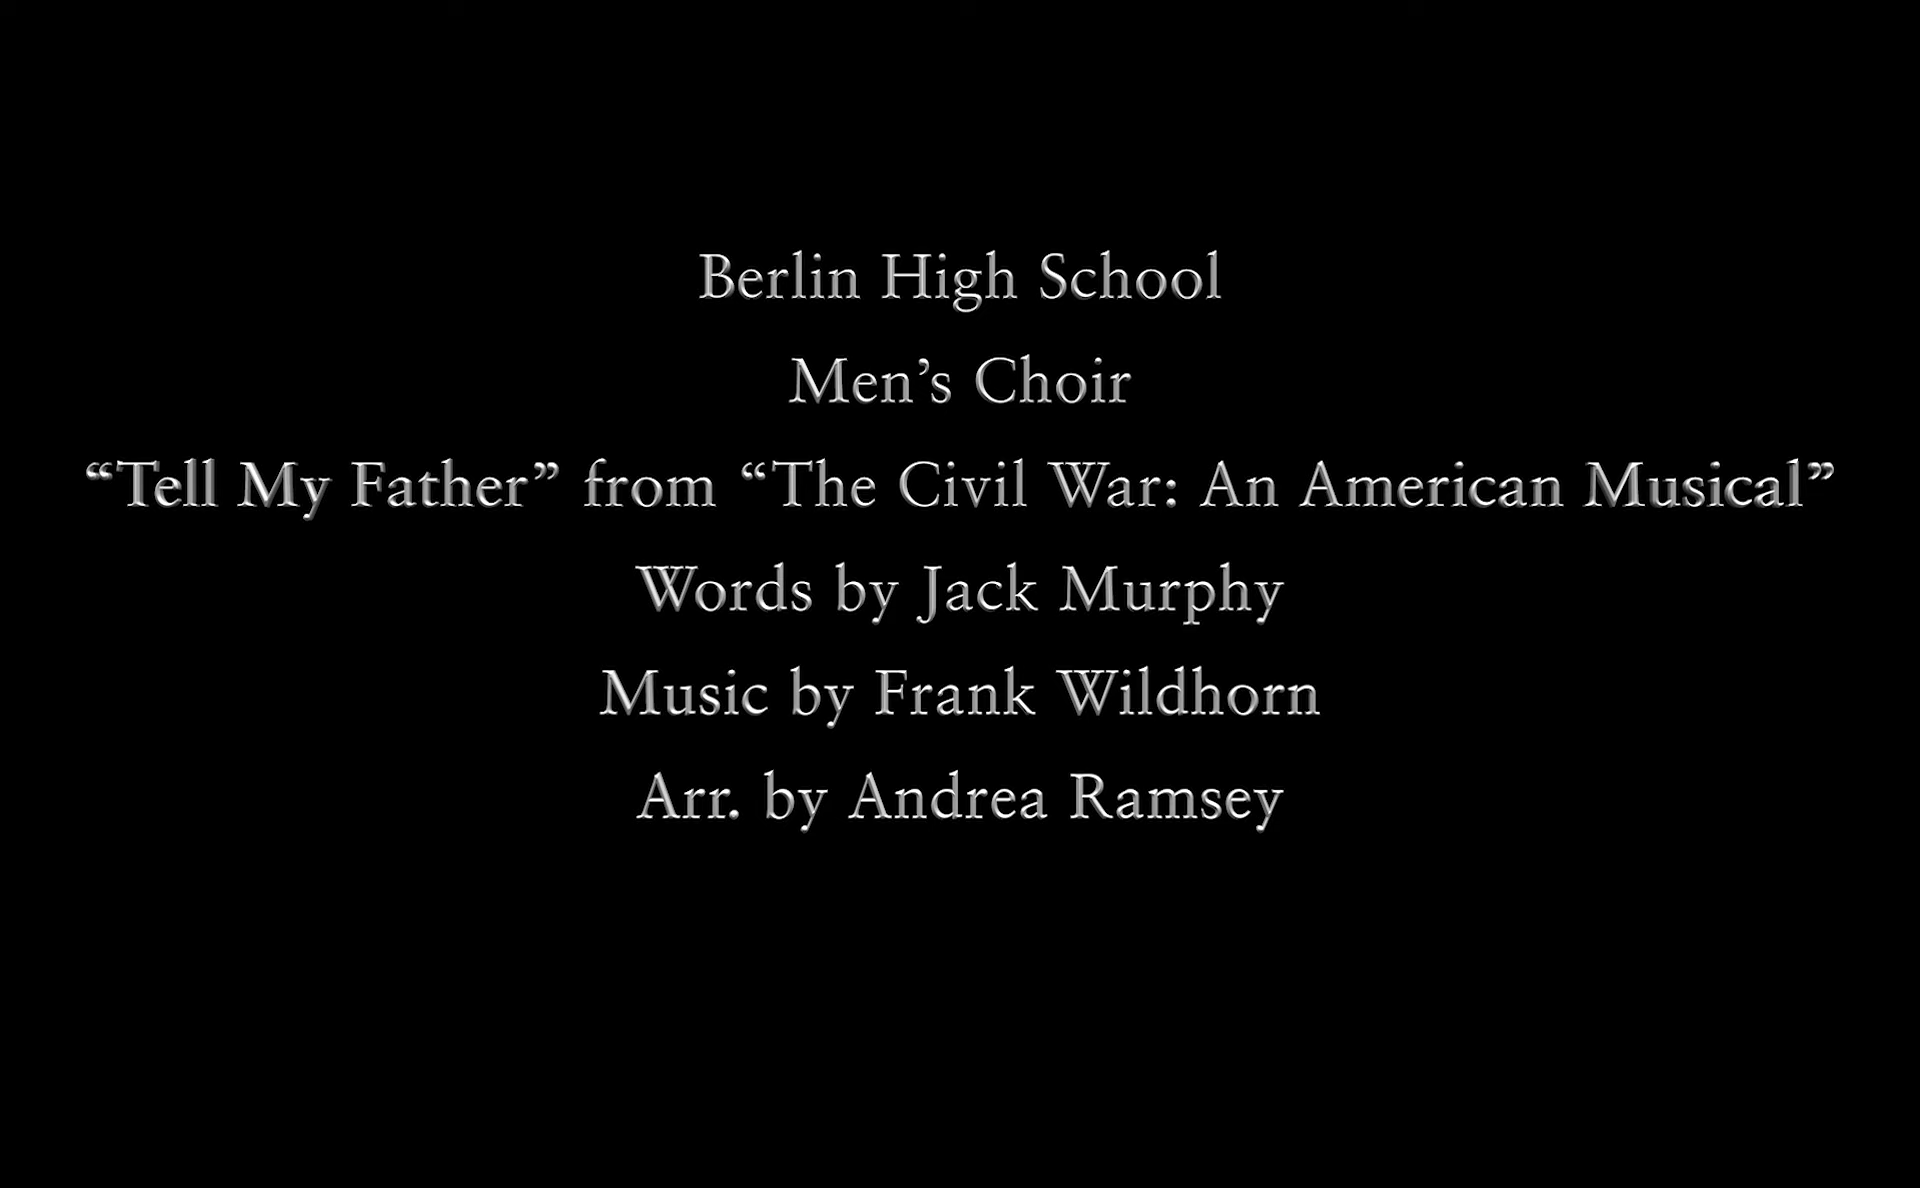 Berlin High School
Men’s Choir
“Tell My Father” from “The Civil War: An American Musical”
Words by Jack Murphy
Music by Frank Wildhorn
Arr. by Andrea Ramsey